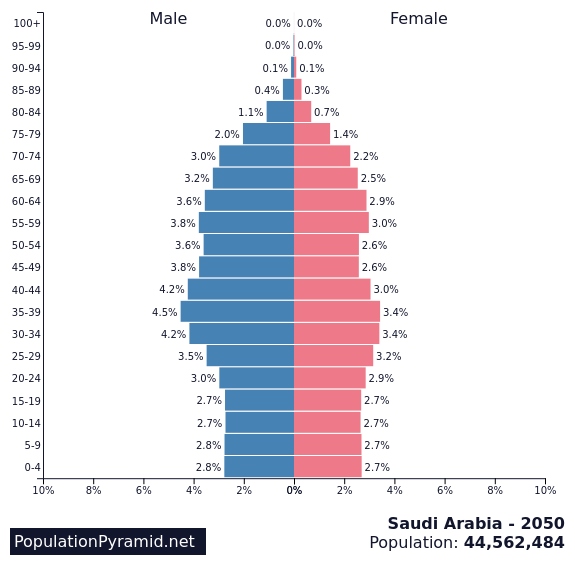 Male Female
100+ 0.0% 0.0%
95-99 0.0% 0.0%
90-94 0.1% 0.1%
85-89 0.4% 0.3%
80-84 1.1% 0.7%
75-79 2.0% 1.4%
70-74 3.0% 2.2%
65-69 3.2% 2.5%
60-64 3.6% 2.9%
55-59 3.8% 3.0%
50-54 3.6% 2.6%
45-49 3.8% 2.6%
40-44 4.2% 3.0%
35-39 4.5% 3.4%
30-34 4.2% 3.4%
25-29 3.5% 3.2%
20-24 3.0% 2.9%
15-19 2.7% 2.7%
10-14 2.7% 2.7%
5-9 2.8% 2.7%
0-4 2.8% 2.7%
10% 8% 6% 4% 2% 0% 2% 4% 6% 8% 10%
Saudi Arabia - 2050
PopulationPyramid.net Population: 44,562,484